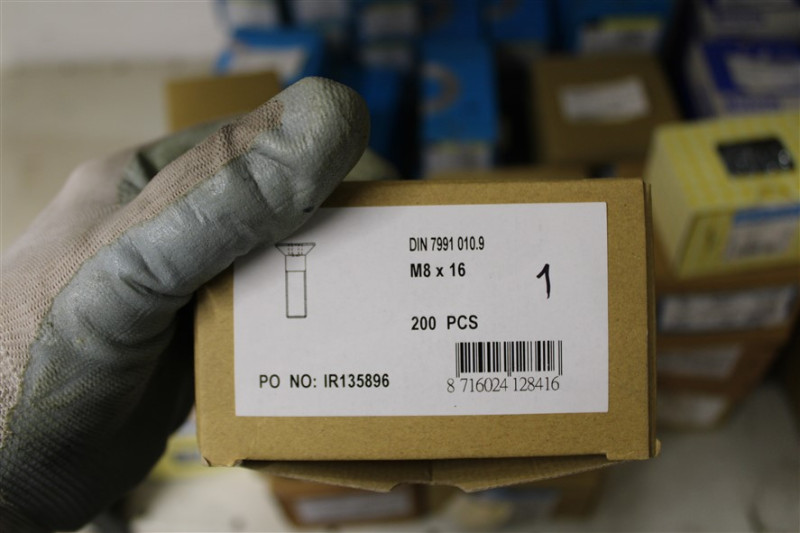 DIN 7991 010.9
M8 x 16
1
200 PCS
PO NO: IR135896
8 716024 128416